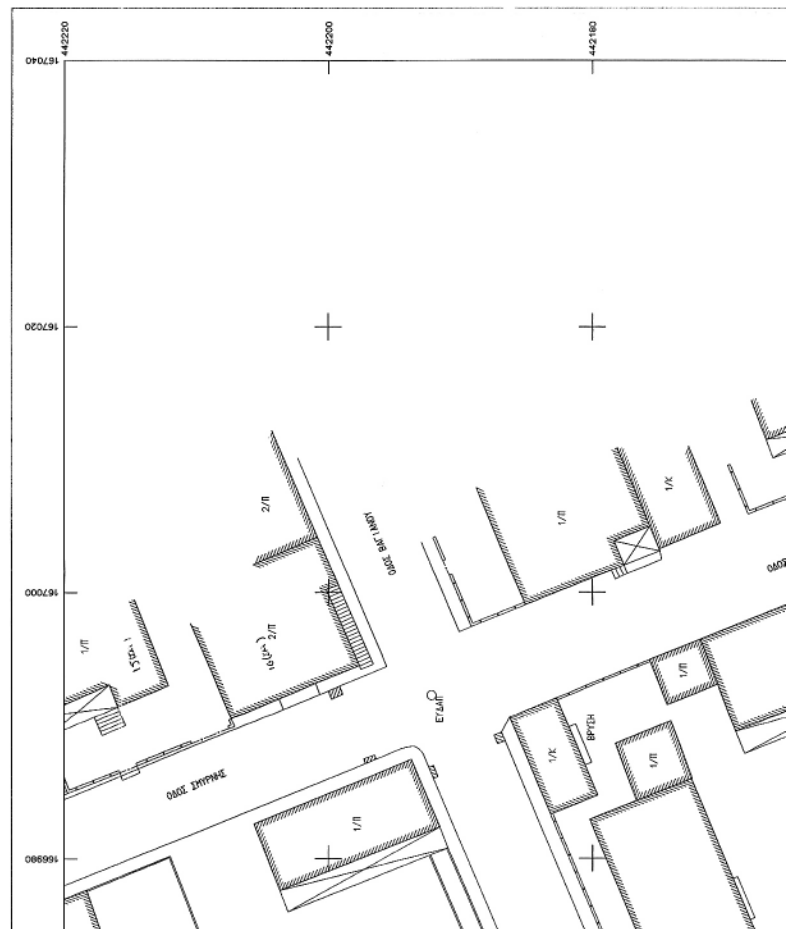 442220
442200
442180
167040
167020
167000
166980
2/Π
ΟΔΟΣ ΒΑΓΙΑΝΟΥ
1/Π
1/Κ
1/Π
2/Π
1/Π
ΕΥΔΑΠ
1/Κ
ΒΡΥΣΗ
1/Π
ΟΔΟΣ ΣΜΥΡΝΗΣ
1/Π